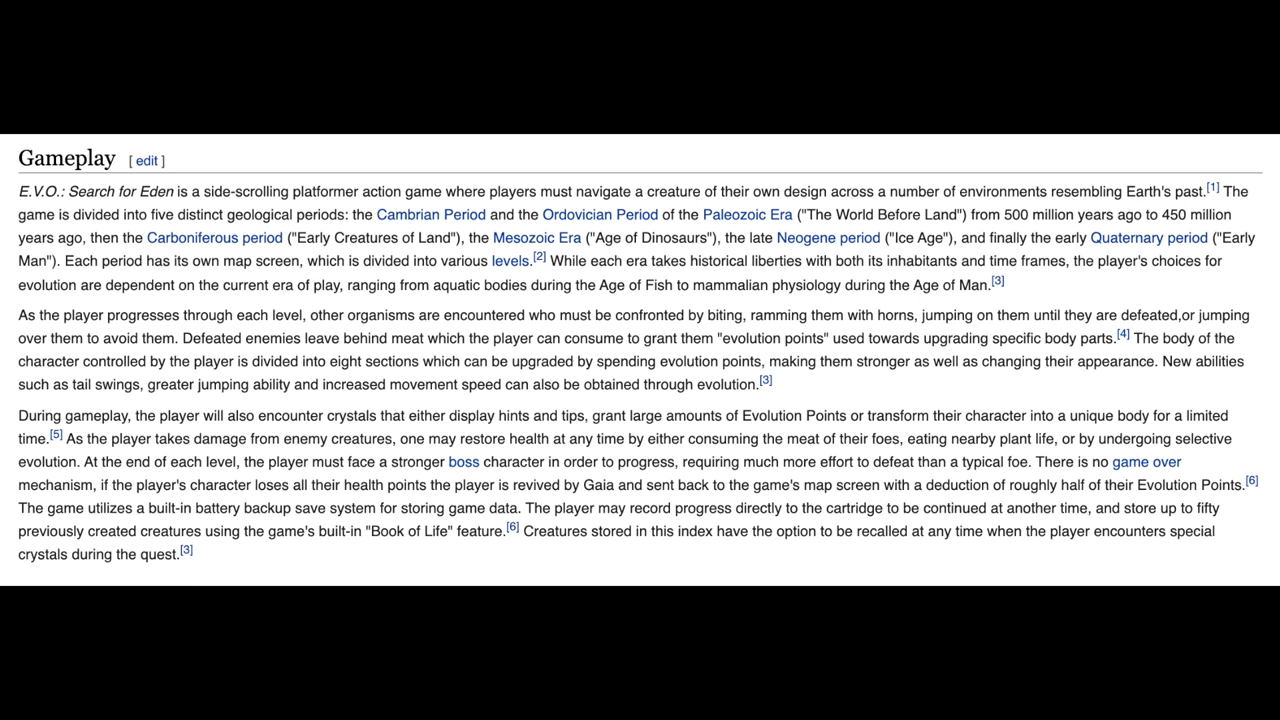 Gameplay [ edit ]
E.V.O.: Search for Eden is a side-scrolling platformer action game where players must navigate a creature of their own design across a number of environments resembling Earth's past.[1] The
game is divided into five distinct geological periods: the Cambrian Period and the Ordovician Period of the Paleozoic Era ("The World Before Land") from 500 million years ago to 450 million
years ago, then the Carboniferous period ("Early Creatures of Land"), the Mesozoic Era ("Age of Dinosaurs"), the late Neogene period ("Ice Age"), and finally the early Quaternary period ("Early
Man"). Each period has its own map screen, which is divided into various levels.[2] While each era takes historical liberties with both its inhabitants and time frames, the player's choices for
evolution are dependent on the current era of play, ranging from aquatic bodies during the Age of Fish to mammalian physiology during the Age of Man.[3]
As the player progresses through each level, other organisms are encountered who must be confronted by biting, ramming them with horns, jumping on them until they are defeated,or jumping
over them to avoid them. Defeated enemies leave behind meat which the player can consume to grant them "evolution points" used towards upgrading specific body parts.[4] The body of the
character controlled by the player is divided into eight sections which can be upgraded by spending evolution points, making them stronger as well as changing their appearance. New abilities
such as tail swings, greater jumping ability and increased movement speed can also be obtained through evolution.[3]
During gameplay, the player will also encounter crystals that either display hints and tips, grant large amounts of Evolution Points or transform their character into a unique body for a limited
time.[5] As the player takes damage from enemy creatures, one may restore health at any time by either consuming the meat of their foes, eating nearby plant life, or by undergoing selective
evolution. At the end of each level, the player must face a stronger boss character in order to progress, requiring much more effort to defeat than a typical foe. There is no game over
mechanism, if the player's character loses all their health points the player is revived by Gaia and sent back to the game's map screen with a deduction of roughly half of their Evolution Points.[6]
The game utilizes a built-in battery backup save system for storing game data. The player may record progress directly to the cartridge to be continued at another time, and store up to fifty
previously created creatures using the game's built-in "Book of Life" feature.[6] Creatures stored in this index have the option to be recalled at any time when the player encounters special
crystals during the quest.[3]